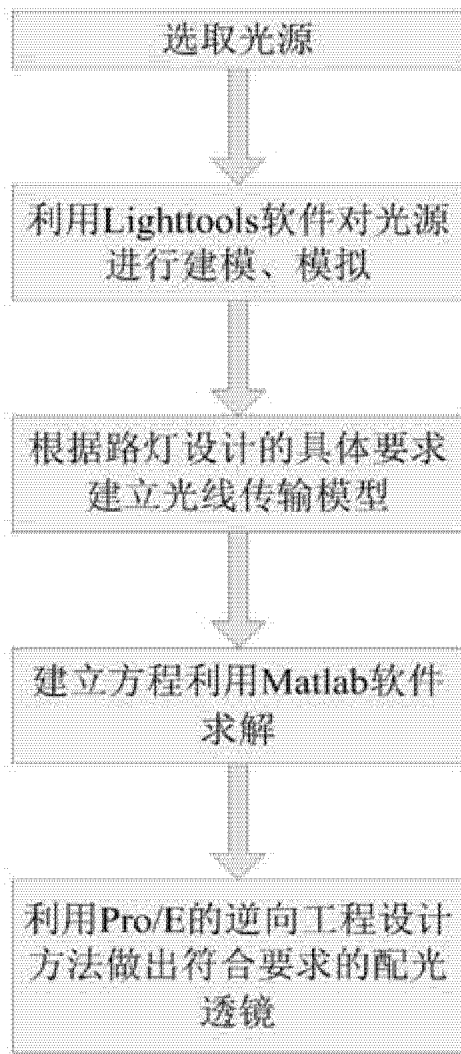 选取光源
利用Lighttools软件对光源
进行建模、模拟
根据路灯设计的具体要求
建立光线传输模型
建立方程利用Matlab软件
求解
利用Pro/E的逆向工程设计
方法做出符合要求的配光
透镜